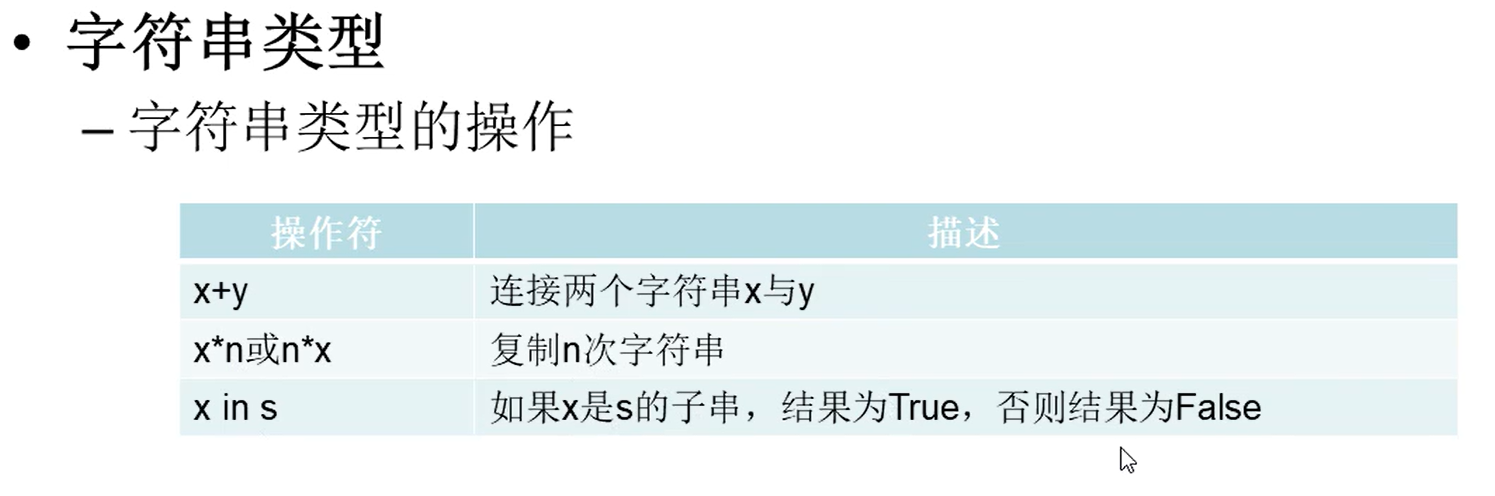 • 字符串类型
– 字符串类型的操作
操作符 描述
x+y 连接两个字符串x与y
x*n或n*x 复制n次字符串
x in s 如果x是s的子串，结果为True，否则结果为False